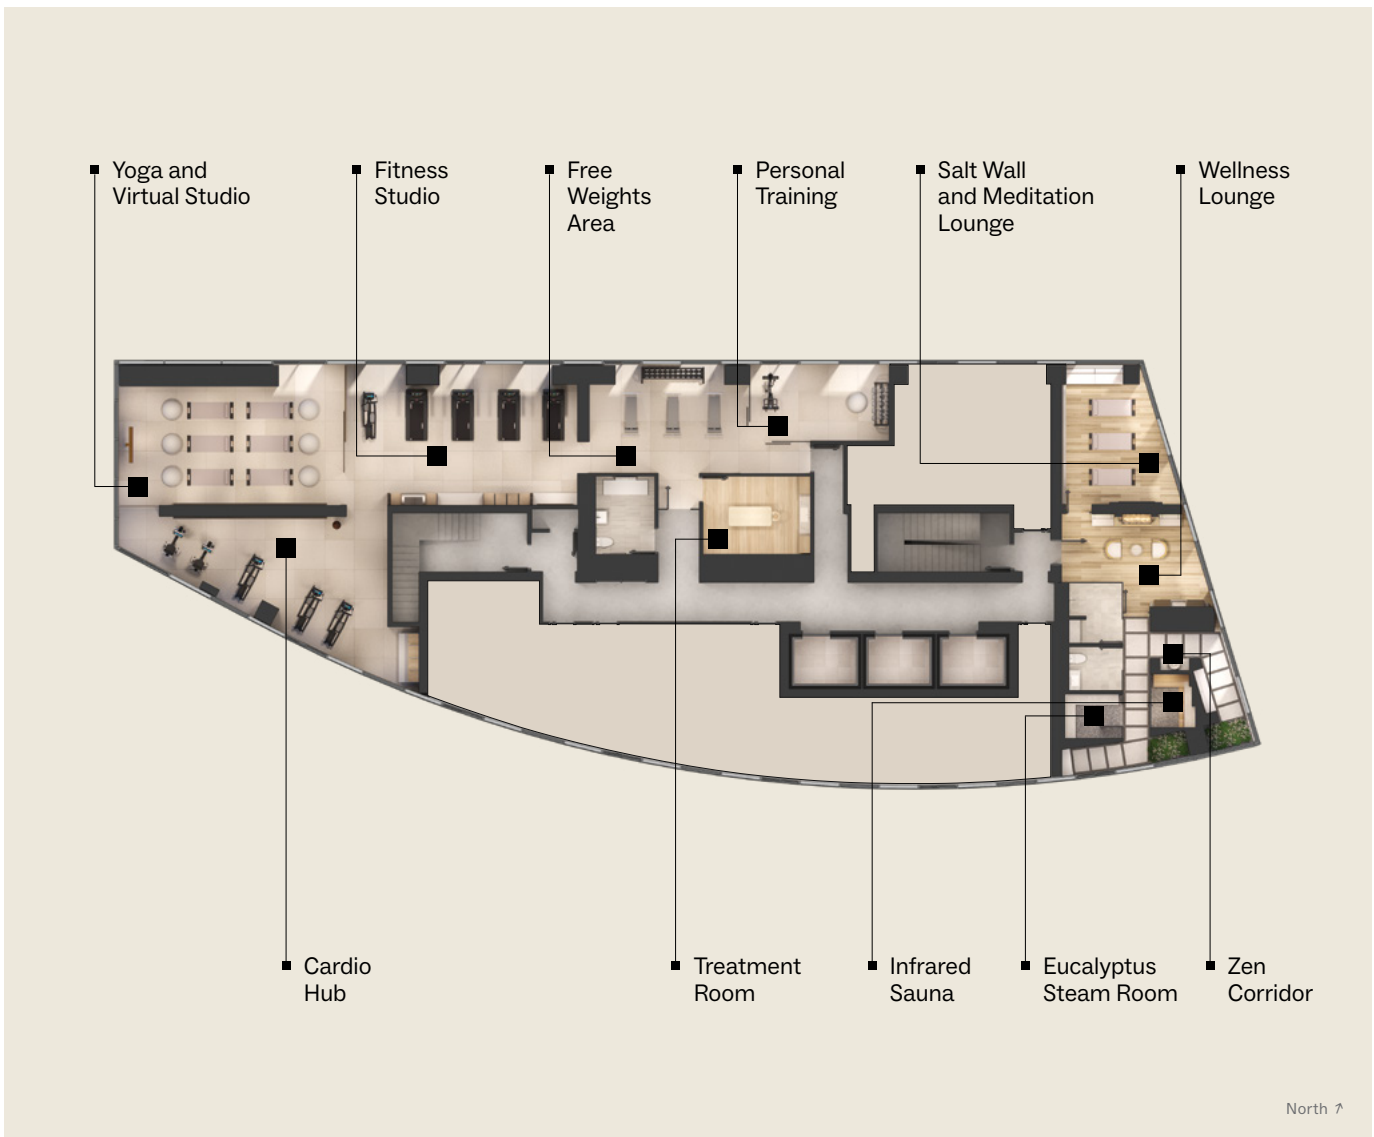 Yoga and
Virtual Studio
Fitness
Studio
Free
Weights
Area
Personal
Training
Salt Wall
and Meditation
Lounge
Wellness
Lounge
Cardio
Hub
Treatment
Room
Infrared
Sauna
Eucalyptus
Steam Room
Zen
Corridor
North ↗